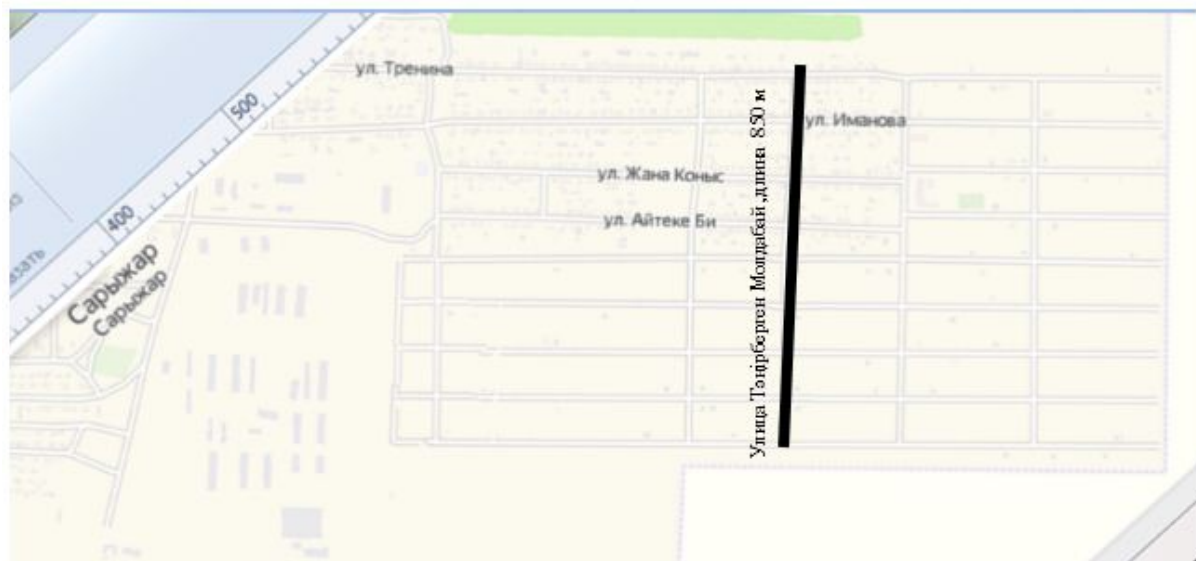 ул. Тренина
500
ул. Иманова
ул. Жана Коныс
400
ул. Айтеке Би
Сарыжар
Сарыжар
Улица Тәңірберген Молдабай ,длина 850 м